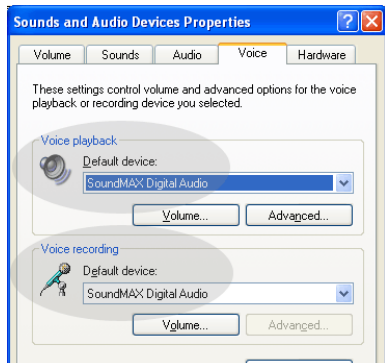 Sounds and Audio Devices Properties
Volume Sounds Audio Voice Hardware
These settings control volume and advanced options for the voice
playback or recording device you selected.
Voice playback
Default device:
SoundMAX Digital Audio
Volume... Advanced...
Voice recording
Default device:
SoundMAX Digital Audio
Volume... Advanced...